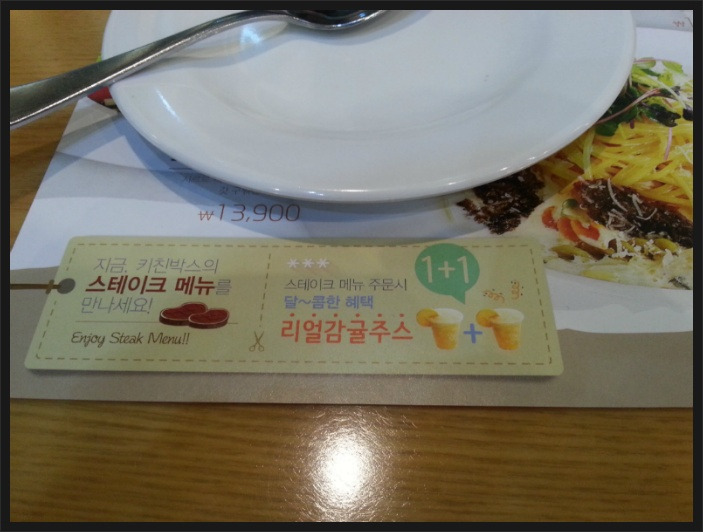 ₩13,900
지금, 키친박스의
스테이크 메뉴를
만나세요!
Enjoy Steak Menu!!
***
스테이크 메뉴 주문시
달~콤한 혜택
리얼감귤주스
1+1
+